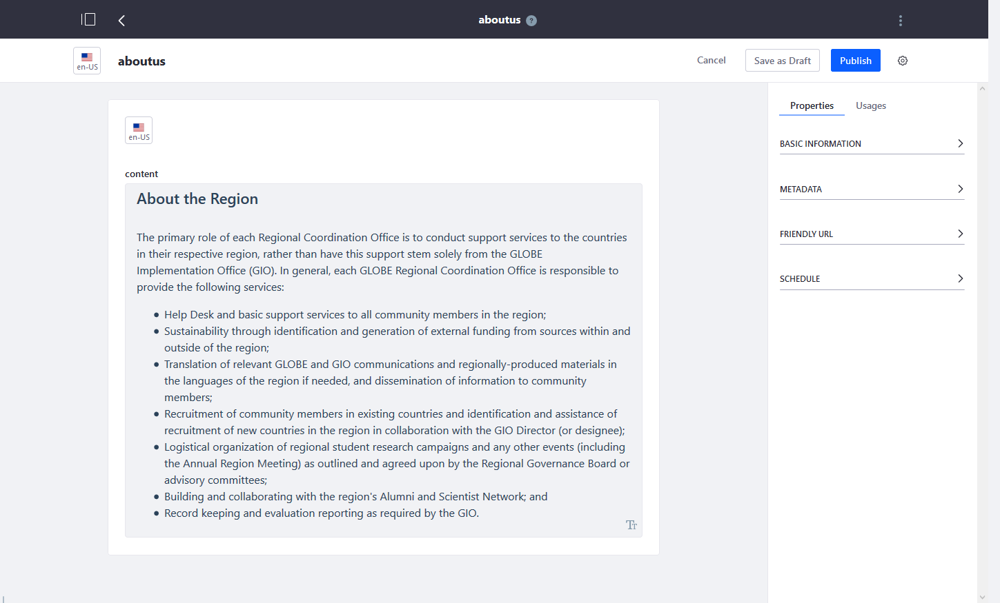 aboutus ?
en-US
aboutus
Cancel
Save as Draft
Publish
en-US
content
About the Region
The primary role of each Regional Coordination Office is to conduct support services to the countries
in their respective region, rather than have this support stem solely from the GLOBE
Implementation Office (GIO). In general, each GLOBE Regional Coordination Office is responsible to
provide the following services:
• Help Desk and basic support services to all community members in the region;
• Sustainability through identification and generation of external funding from sources within and
outside of the region;
• Translation of relevant GLOBE and GIO communications and regionally-produced materials in
the languages of the region if needed, and dissemination of information to community
members;
• Recruitment of community members in existing countries and identification and assistance of
recruitment of new countries in the region in collaboration with the GIO Director (or designee);
• Logistical organization of regional student research campaigns and any other events (including
the Annual Region Meeting) as outlined and agreed upon by the Regional Governance Board or
advisory committees;
• Building and collaborating with the region's Alumni and Scientist Network; and
• Record keeping and evaluation reporting as required by the GIO.
TT
Properties
Usages
BASIC INFORMATION
METADATA
FRIENDLY URL
SCHEDULE